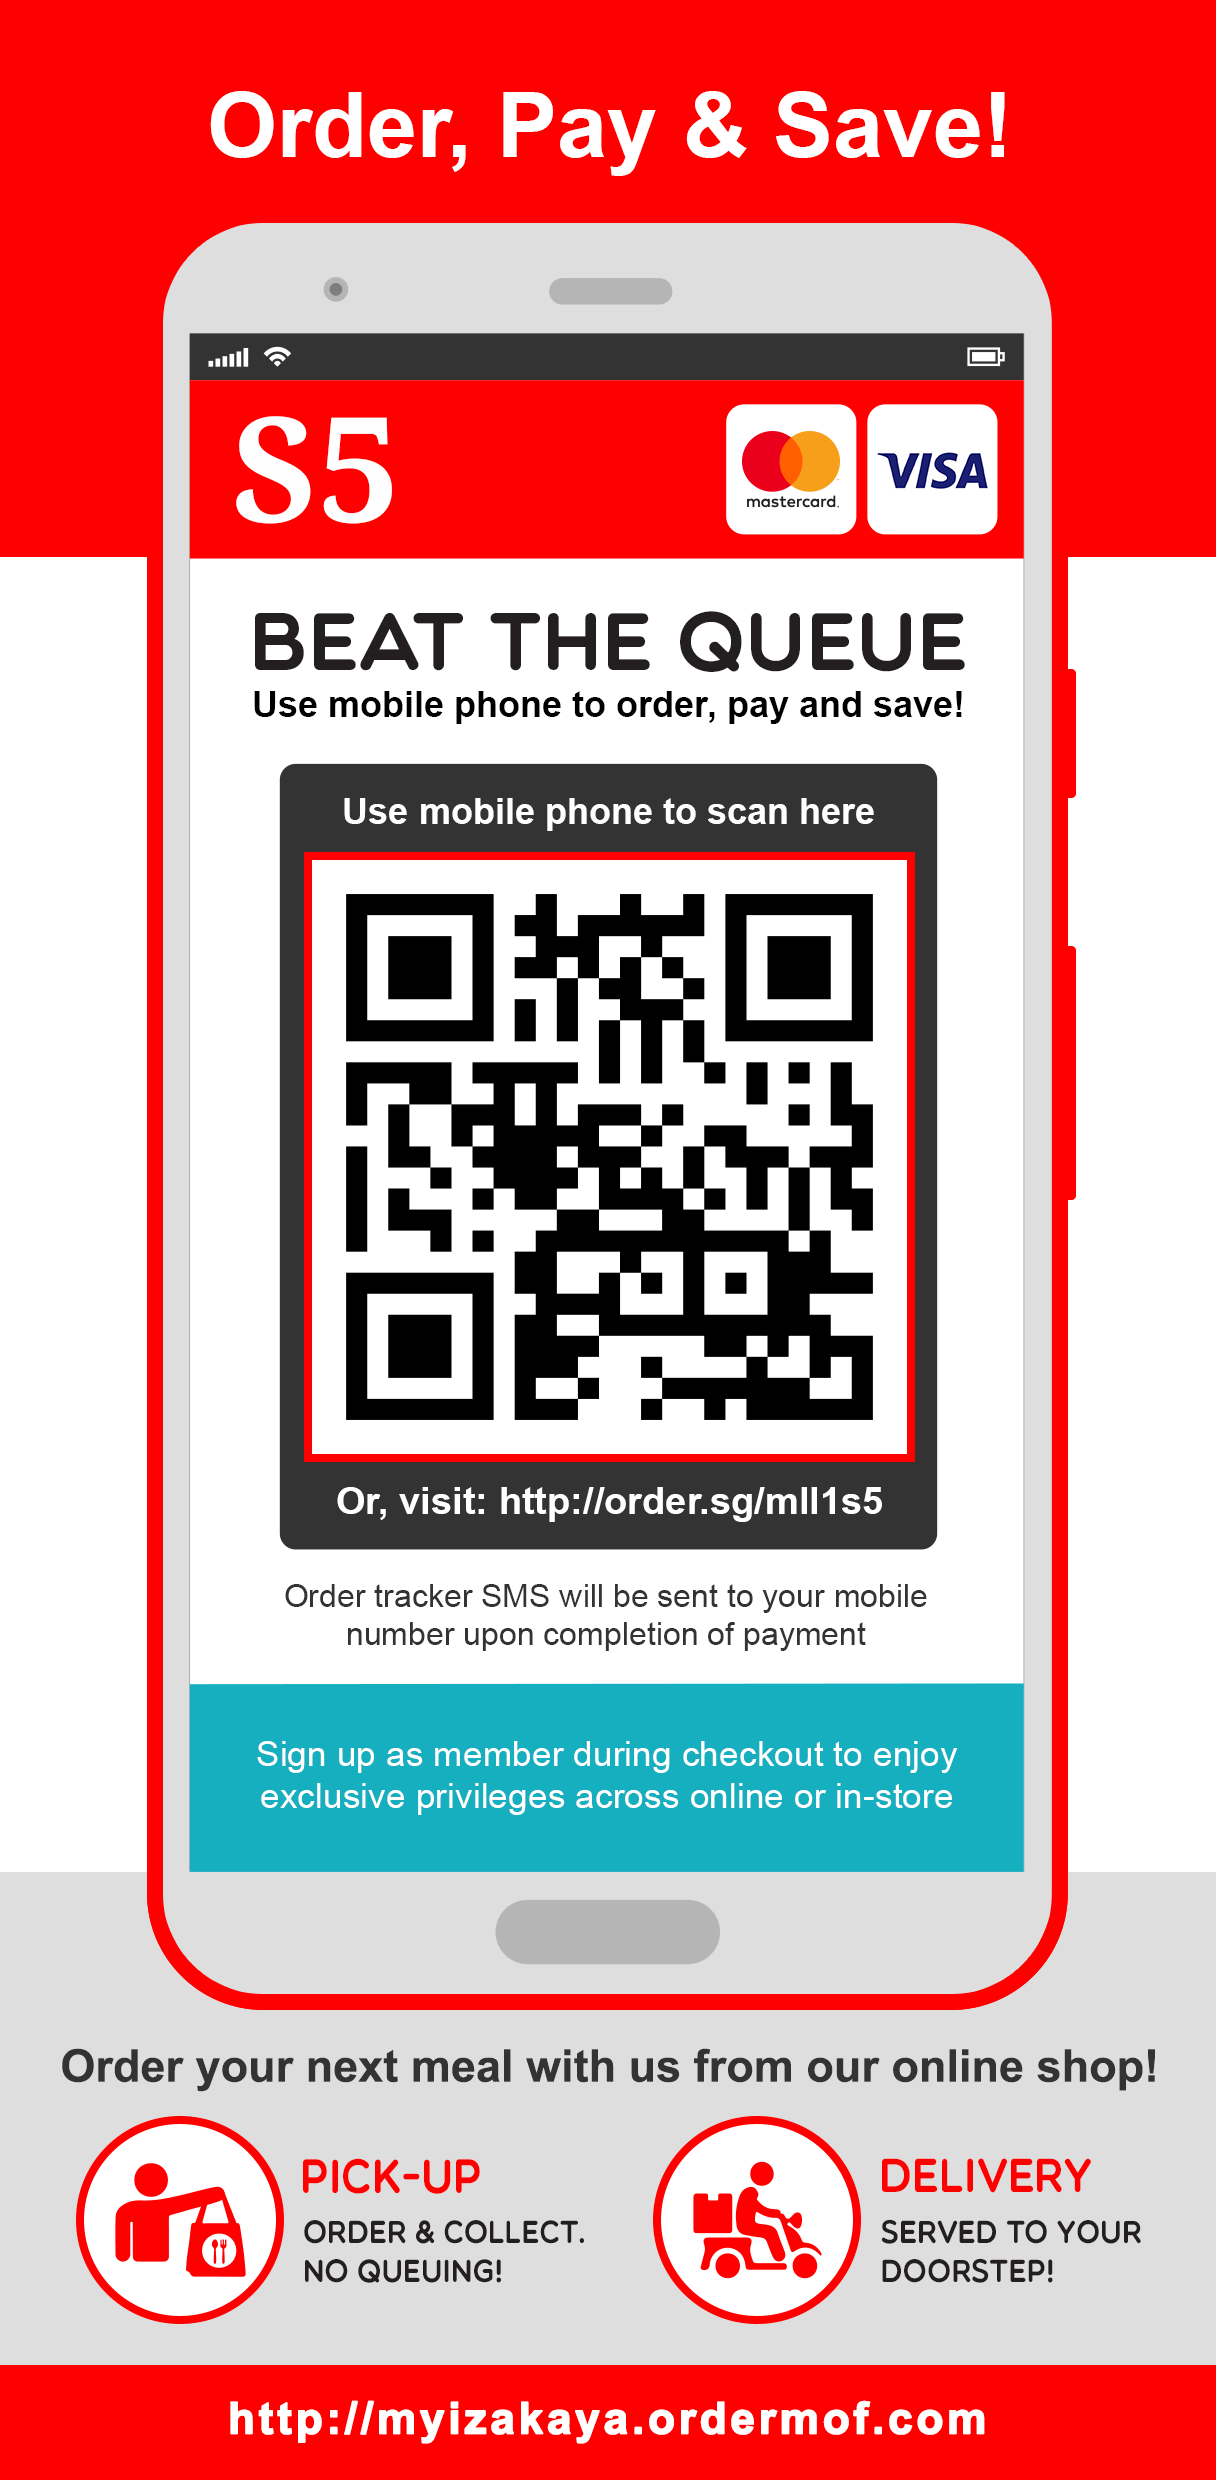 Order, Pay & Save!
S5
mastercard.
VISA
BEAT THE QUEUE
Use mobile phone to order, pay and save!
Use mobile phone to scan here
Or, visit: http://order.sg/mll1s5
Order tracker SMS will be sent to your mobile
number upon completion of payment
Sign up as member during checkout to enjoy
exclusive privileges across online or in-store
Order your next meal with us from our online shop!
PICK-UP
ORDER & COLLECT.
NO QUEUING!
DELIVERY
SERVED TO YOUR
DOORSTEP!
http://myizakaya.ordermof.com